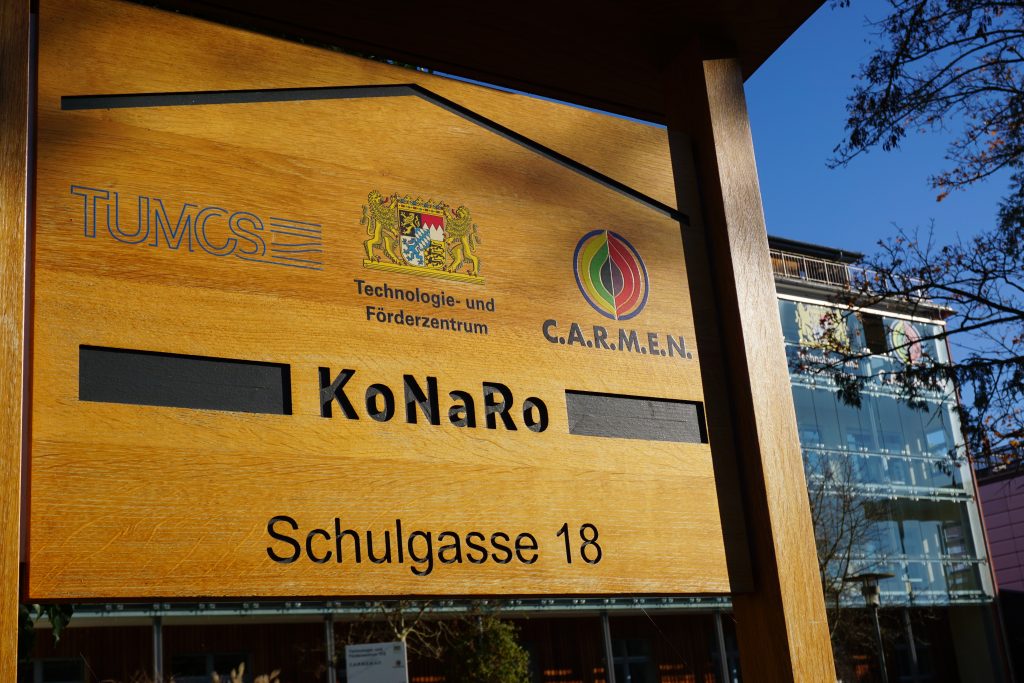 TUMCS
Technologie- und
Förderzentrum
C.A.R.M.E.N.
KoNaRo
Schulgasse 18